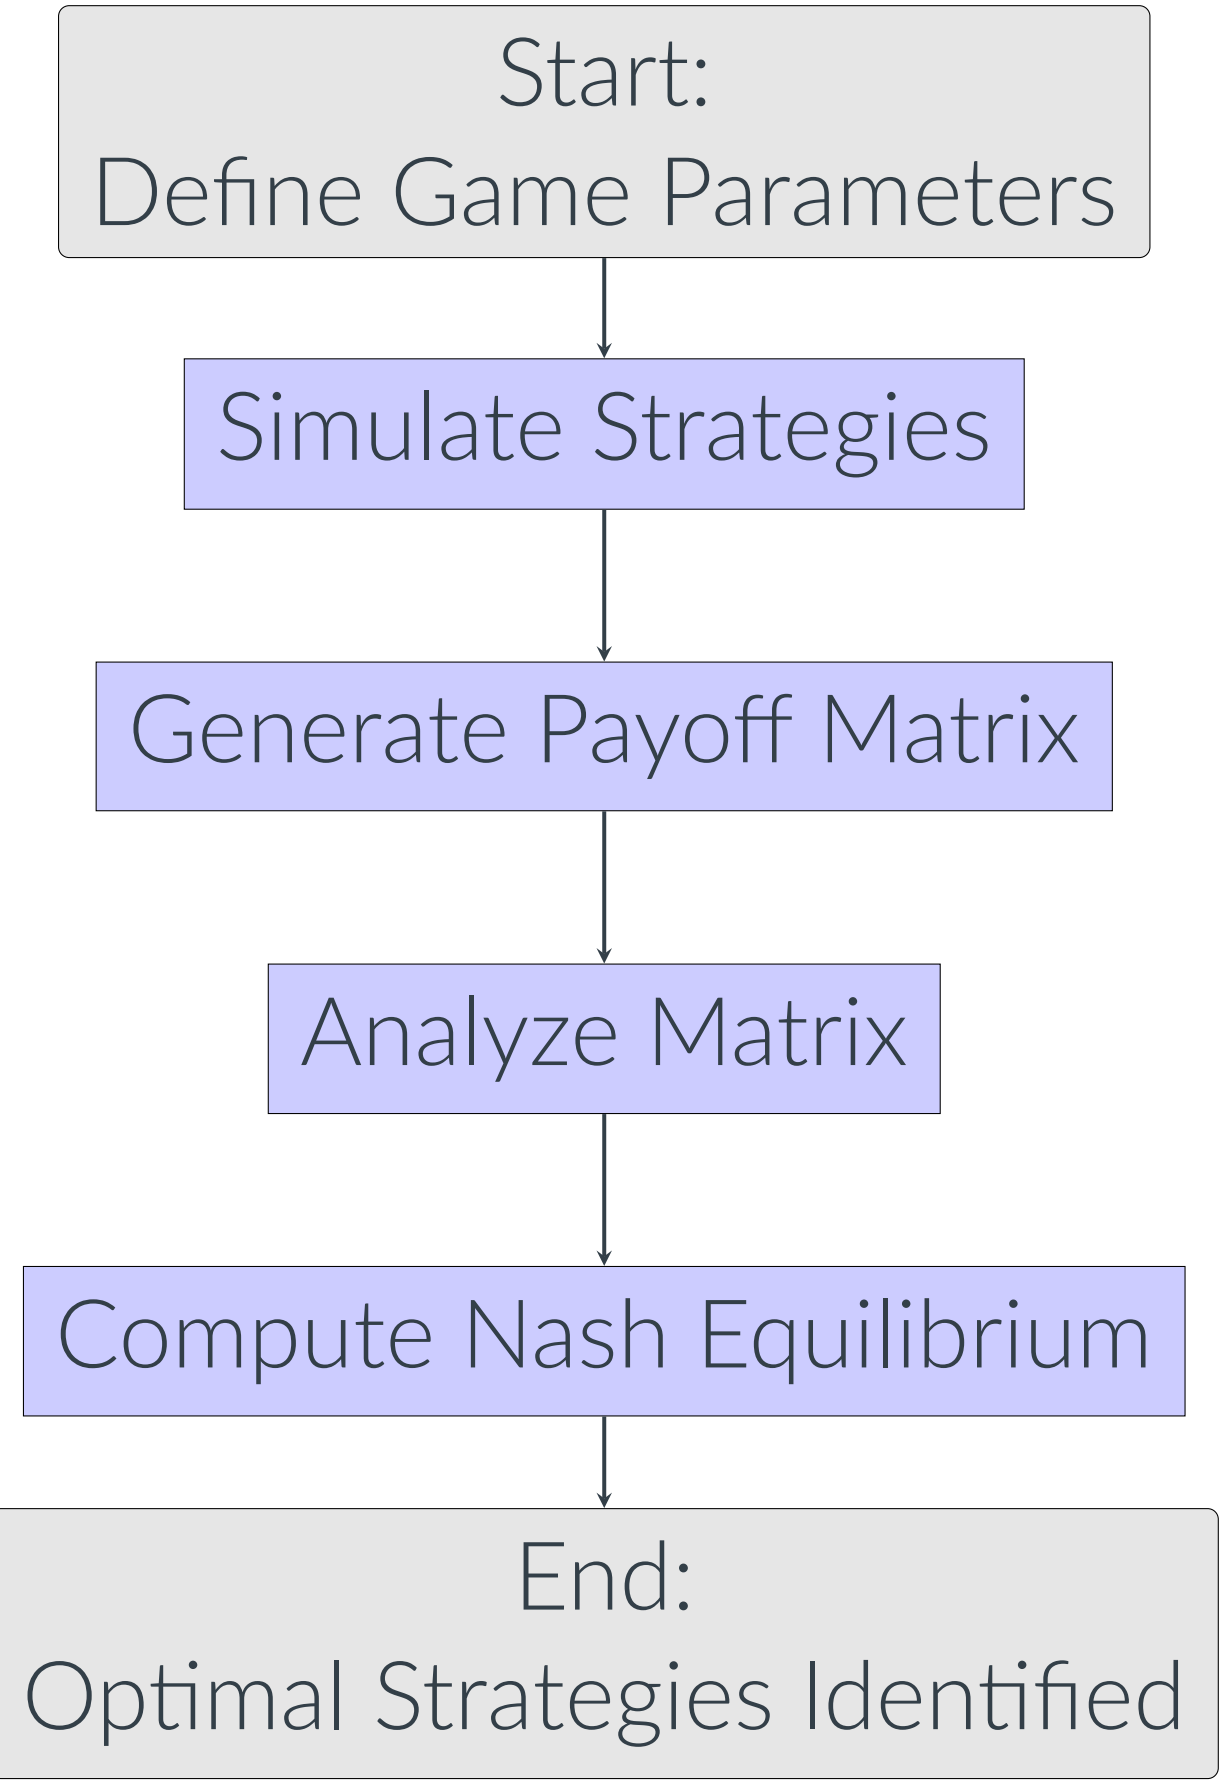 Start:
Define Game Parameters
Simulate Strategies
Generate Payoff Matrix
Analyze Matrix
Compute Nash Equilibrium
End:
Optimal Strategies Identified